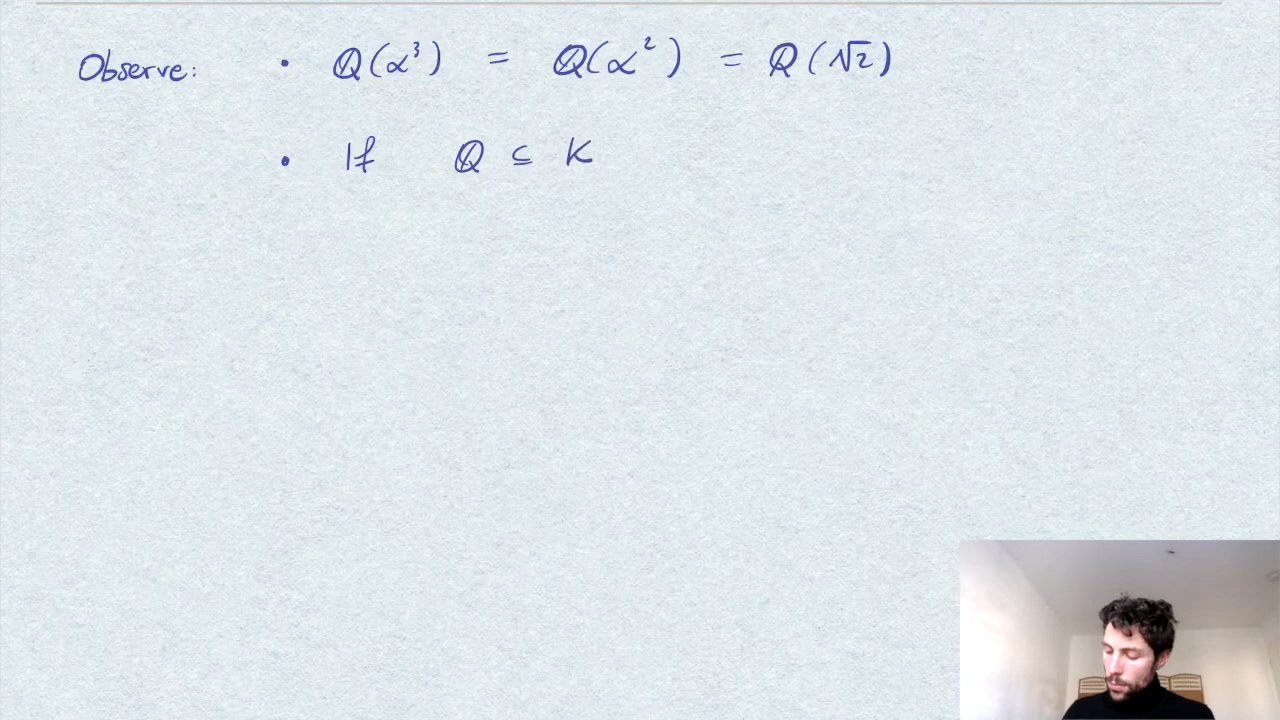 Observe: • ℚ(α³) = ℚ(α²) = ℚ(√2)
• If ℚ ⊆ K